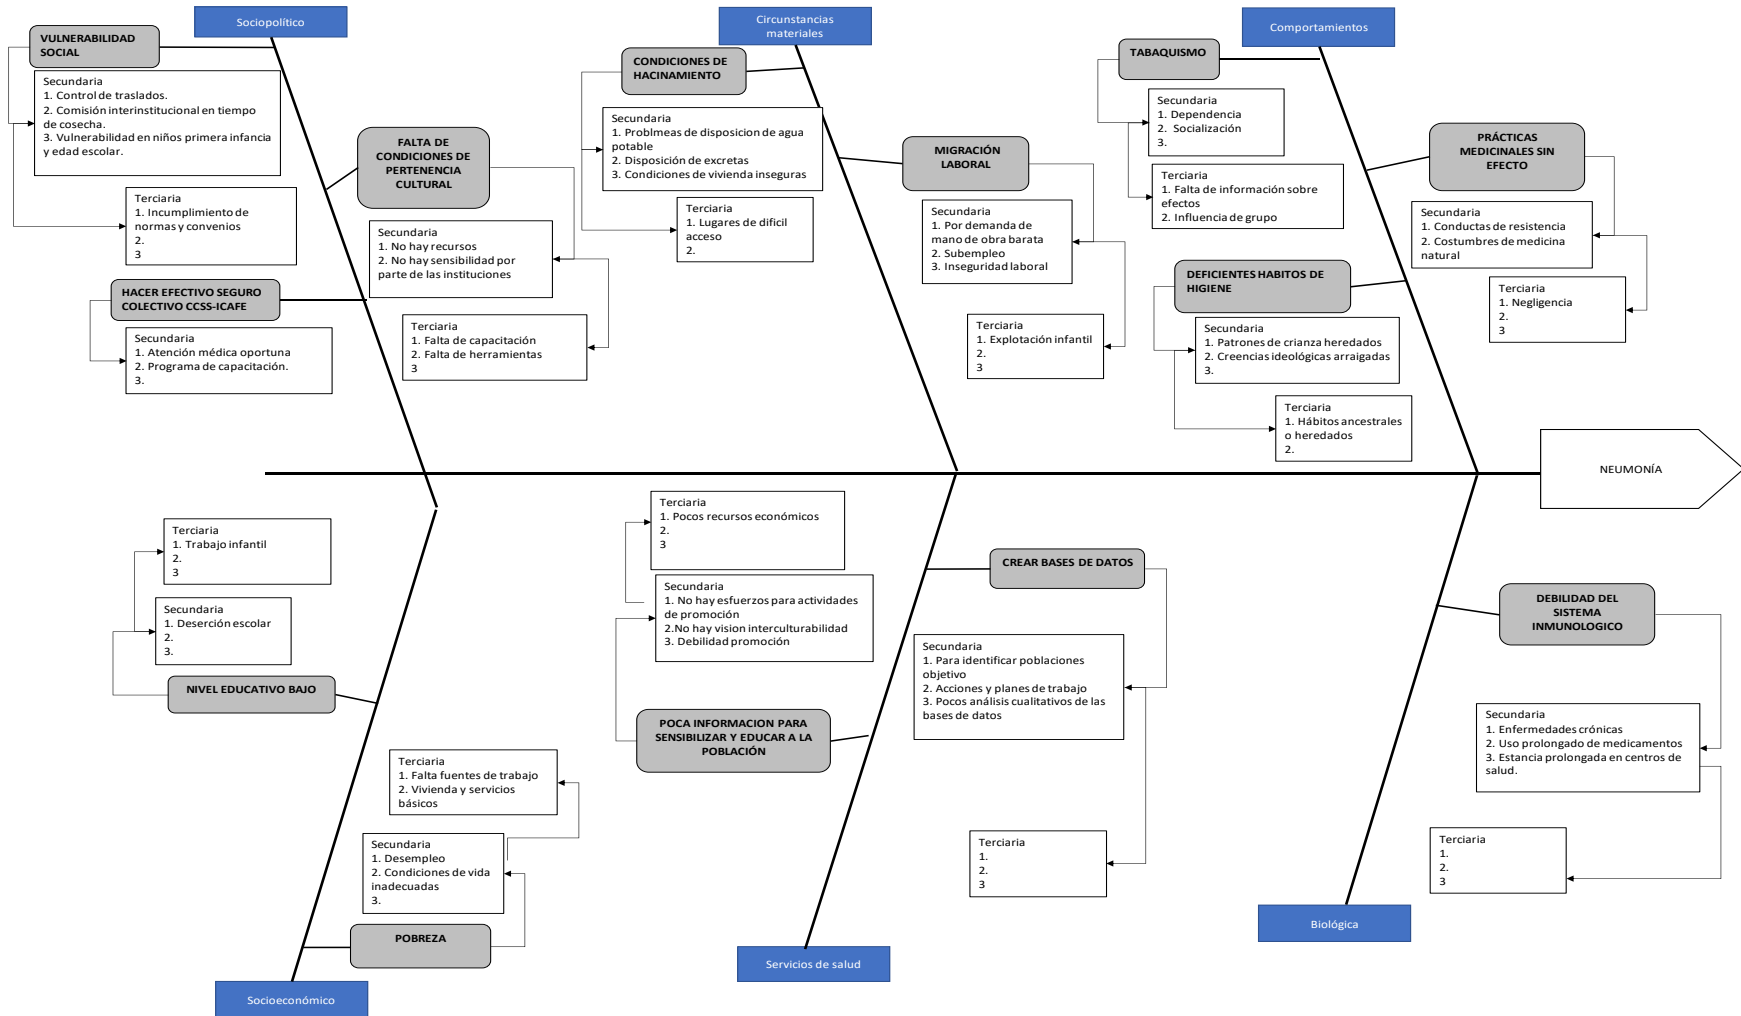 Sociopolítico
VULNERABILIDAD
SOCIAL
Secundaria
1. Control de traslados.
2. Comisión interinstitucional en tiempo
de cosecha.
3. Vulnerabilidad en niños primera infancia
y edad escolar.
Terciaria
1. Incumplimiento de
normas y convenios
2.
3
FALTA DE
CONDICIONES DE
PERTENENCIA
CULTURAL
Secundaria
1. No hay recursos
2. No hay sensibilidad por
parte de las instituciones
Terciaria
1. Falta de capacitación
2. Falta de herramientas
3
HACER EFECTIVO SEGURO
COLECTIVO CCSS-ICAFE
Secundaria
1. Atención médica oportuna
2. Programa de capacitación.
3.
Circunstancias
materiales
CONDICIONES DE
HACINAMIENTO
Secundaria
1. Problmeas de disposicion de agua
potable
2. Disposición de excretas
3. Condiciones de vivienda inseguras
Terciaria
1. Lugares de dificil
acceso
2.
MIGRACIÓN
LABORAL
Secundaria
1. Por demanda de
mano de obra barata
2. Subempleo
3. Inseguridad laboral
Terciaria
1. Explotación infantil
2.
3
Comportamientos
TABAQUISMO
Secundaria
1. Dependencia
2. Socialización
3.
Terciaria
1. Falta de información sobre
efectos
2. Influencia de grupo
PRÁCTICAS
MEDICINALES SIN
EFECTO
Secundaria
1. Conductas de resistencia
2. Costumbres de medicina
natural
Terciaria
1. Negligencia
2.
3
DEFICIENTES HABITOS DE
HIGIENE
Secundaria
1. Patrones de crianza heredados
2. Creencias ideológicas arraigadas
3.
Terciaria
1. Hábitos ancestrales
o heredados
2.
NEUMONÍA
Terciaria
1. Trabajo infantil
2.
3
Secundaria
1. Deserción escolar
2.
3.
NIVEL EDUCATIVO BAJO
Terciaria
1. Falta fuentes de trabajo
2. Vivienda y servicios
básicos
Secundaria
1. Desempleo
2. Condiciones de vida
inadecuadas
3.
POBREZA
Socioeconómico
Terciaria
1. Pocos recursos económicos
2.
3
Secundaria
1. No hay esfuerzos para actividades
de promoción
2.No hay vision interculturabilidad
3. Debilidad promoción
POCA INFORMACION PARA
SENSIBILIZAR Y EDUCAR A LA
POBLACIÓN
CREAR BASES DE DATOS
Secundaria
1. Para identificar poblaciones
objetivo
2. Acciones y planes de trabajo
3. Pocos análisis cualitativos de las
bases de datos
Terciaria
1.
2.
3
Servicios de salud
DEBILIDAD DEL
SISTEMA
INMUNOLOGICO
Secundaria
1. Enfermedades crónicas
2. Uso prolongado de medicamentos
3. Estancia prolongada en centros de
salud.
Terciaria
1.
2.
3
Biológica